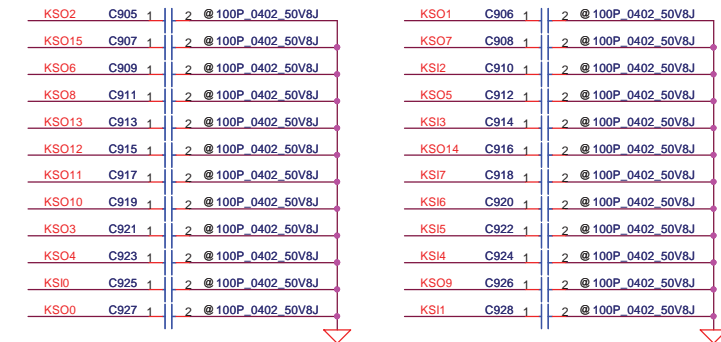 KSO2 C905 1 2 @100P_0402_50V8J KSO1 C906 1 2 @100P_0402_50V8J
KSO15 C907 1 2 @100P_0402_50V8J KSO7 C908 1 2 @100P_0402_50V8J
KSO6 C909 1 2 @100P_0402_50V8J KSI2 C910 1 2 @100P_0402_50V8J
KSO8 C911 1 2 @100P_0402_50V8J KSO5 C912 1 2 @100P_0402_50V8J
KSO13 C913 1 2 @100P_0402_50V8J KSI3 C914 1 2 @100P_0402_50V8J
KSO12 C915 1 2 @100P_0402_50V8J KSO14 C916 1 2 @100P_0402_50V8J
KSO11 C917 1 2 @100P_0402_50V8J KSI7 C918 1 2 @100P_0402_50V8J
KSO10 C919 1 2 @100P_0402_50V8J KSI6 C920 1 2 @100P_0402_50V8J
KSO3 C921 1 2 @100P_0402_50V8J KSI5 C922 1 2 @100P_0402_50V8J
KSO4 C923 1 2 @100P_0402_50V8J KSI4 C924 1 2 @100P_0402_50V8J
KSI0 C925 1 2 @100P_0402_50V8J KSO9 C926 1 2 @100P_0402_50V8J
KSO0 C927 1 2 @100P_0402_50V8J KSI1 C928 1 2 @100P_0402_50V8J